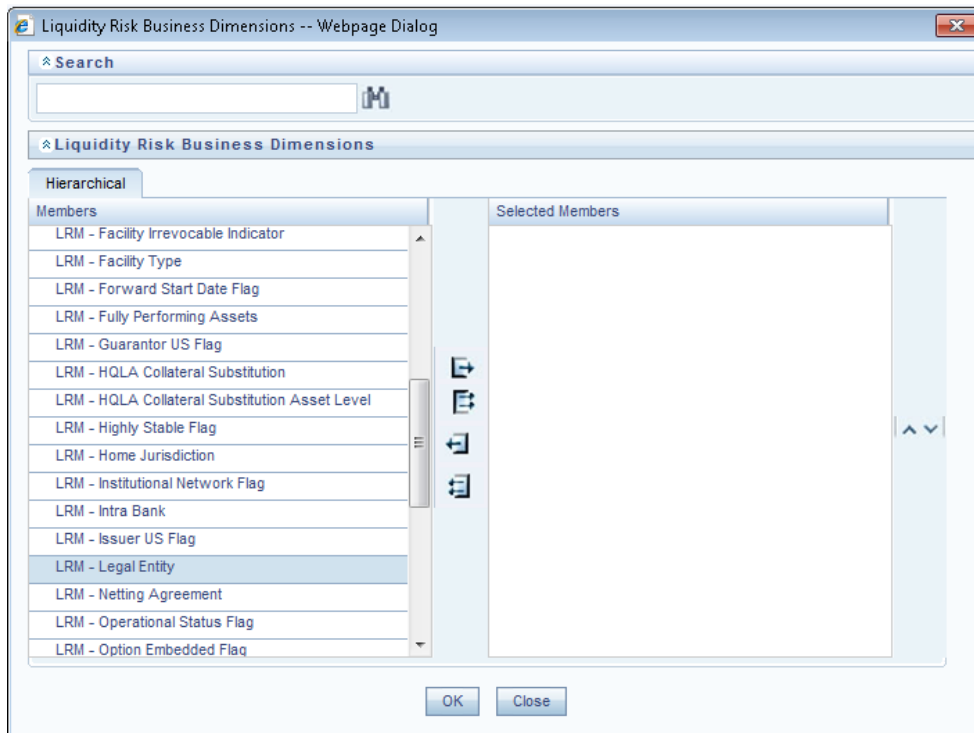 Liquidity Risk Business Dimensions -- Webpage Dialog
Search
Liquidity Risk Business Dimensions
Hierarchical
Members
Selected Members
LRM - Facility Irrevocable Indicator
LRM - Facility Type
LRM - Forward Start Date Flag
LRM - Fully Performing Assets
LRM - Guarantor US Flag
LRM - HQLA Collateral Substitution
LRM - HQLA Collateral Substitution Asset Level
LRM - Highly Stable Flag
LRM - Home Jurisdiction
LRM - Institutional Network Flag
LRM - Intra Bank
LRM - Issuer US Flag
LRM - Legal Entity
LRM - Netting Agreement
LRM - Operational Status Flag
LRM - Option Embedded Flag
OK
Close